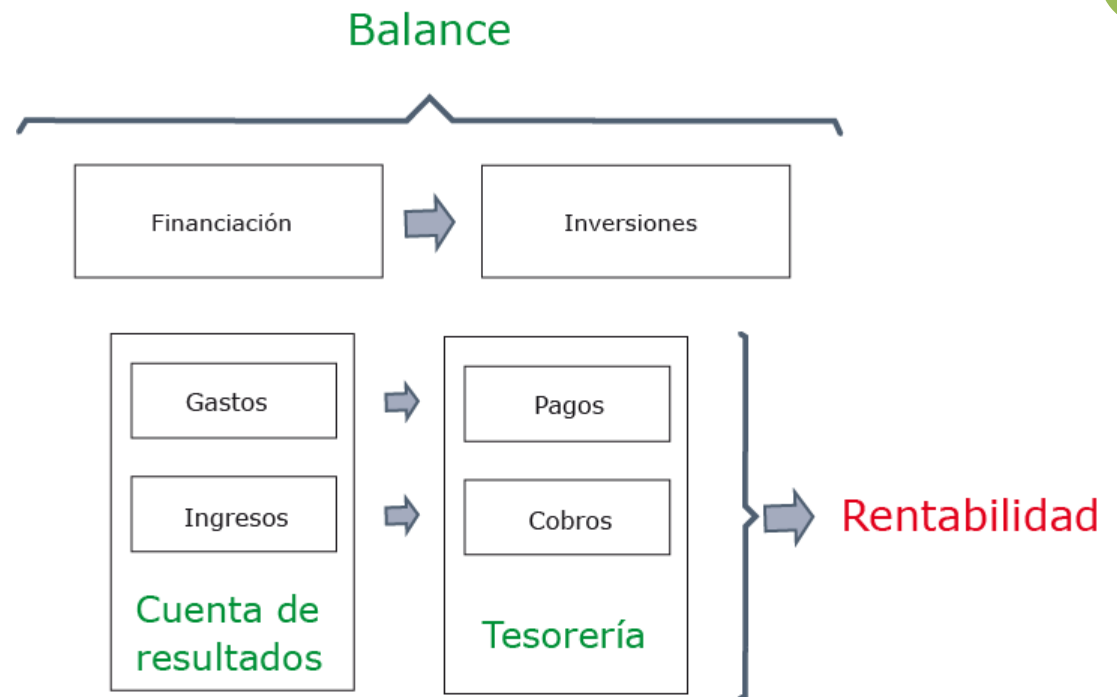 Balance
Financiación
Inversiones
Gastos
Pagos
Ingresos
Cobros
Rentabilidad
Cuenta de
resultados
Tesorería